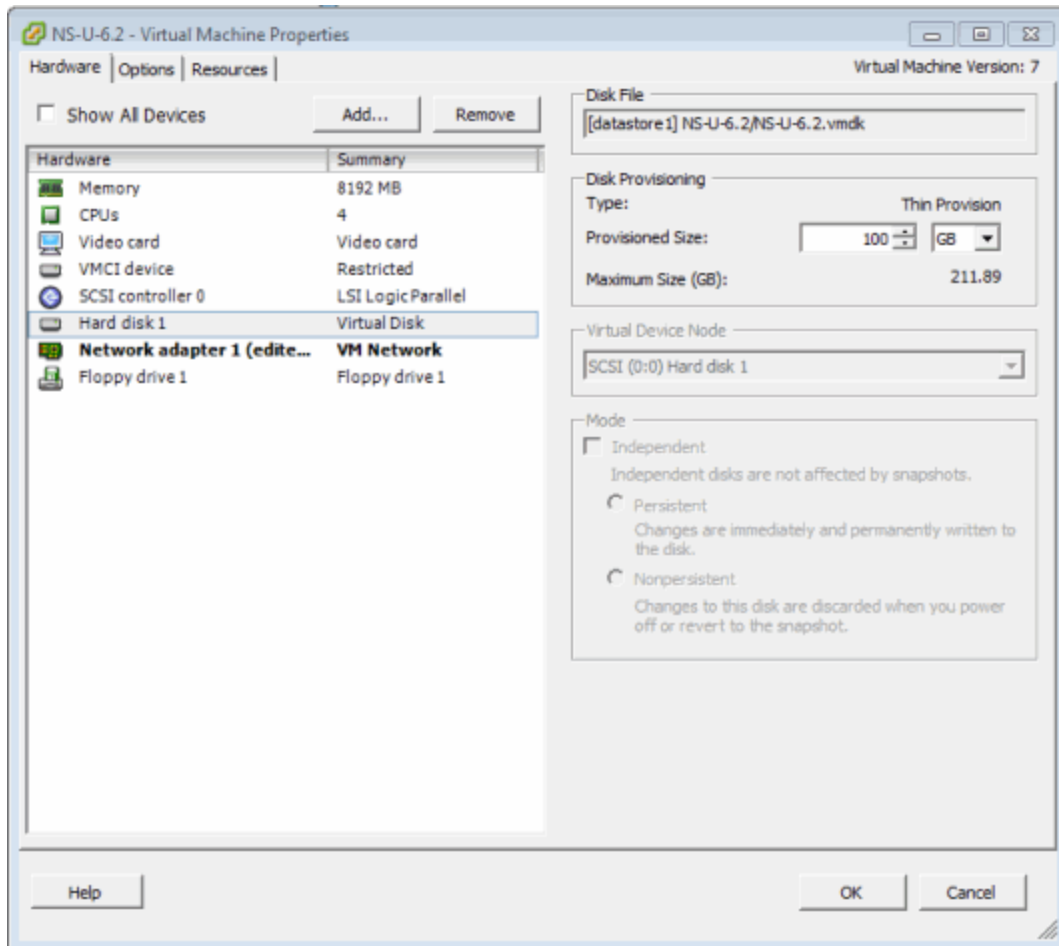 NS-U-6.2 - Virtual Machine Properties
Hardware Options Resources Virtual Machine Version: 7
Show All Devices Add... Remove
Hardware Summary
Memory 8192 MB
CPUs 4
Video card Video card
VMCI device Restricted
SCSI controller 0 LSI Logic Parallel
Hard disk 1 Virtual Disk
Network adapter 1 (edite... VM Network
Floppy drive 1 Floppy drive 1
Disk File
[datastore1] NS-U-6.2/NS-U-6.2.vmdk
Disk Provisioning
Type: Thin Provision
Provisioned Size: 100 GB
Maximum Size (GB): 211.89
Virtual Device Node
SCSI (0:0) Hard disk 1
Mode
Independent
Independent disks are not affected by snapshots.
Persistent
Changes are immediately and permanently written to
the disk.
Nonpersistent
Changes to this disk are discarded when you power
off or revert to the snapshot.
Help OK Cancel